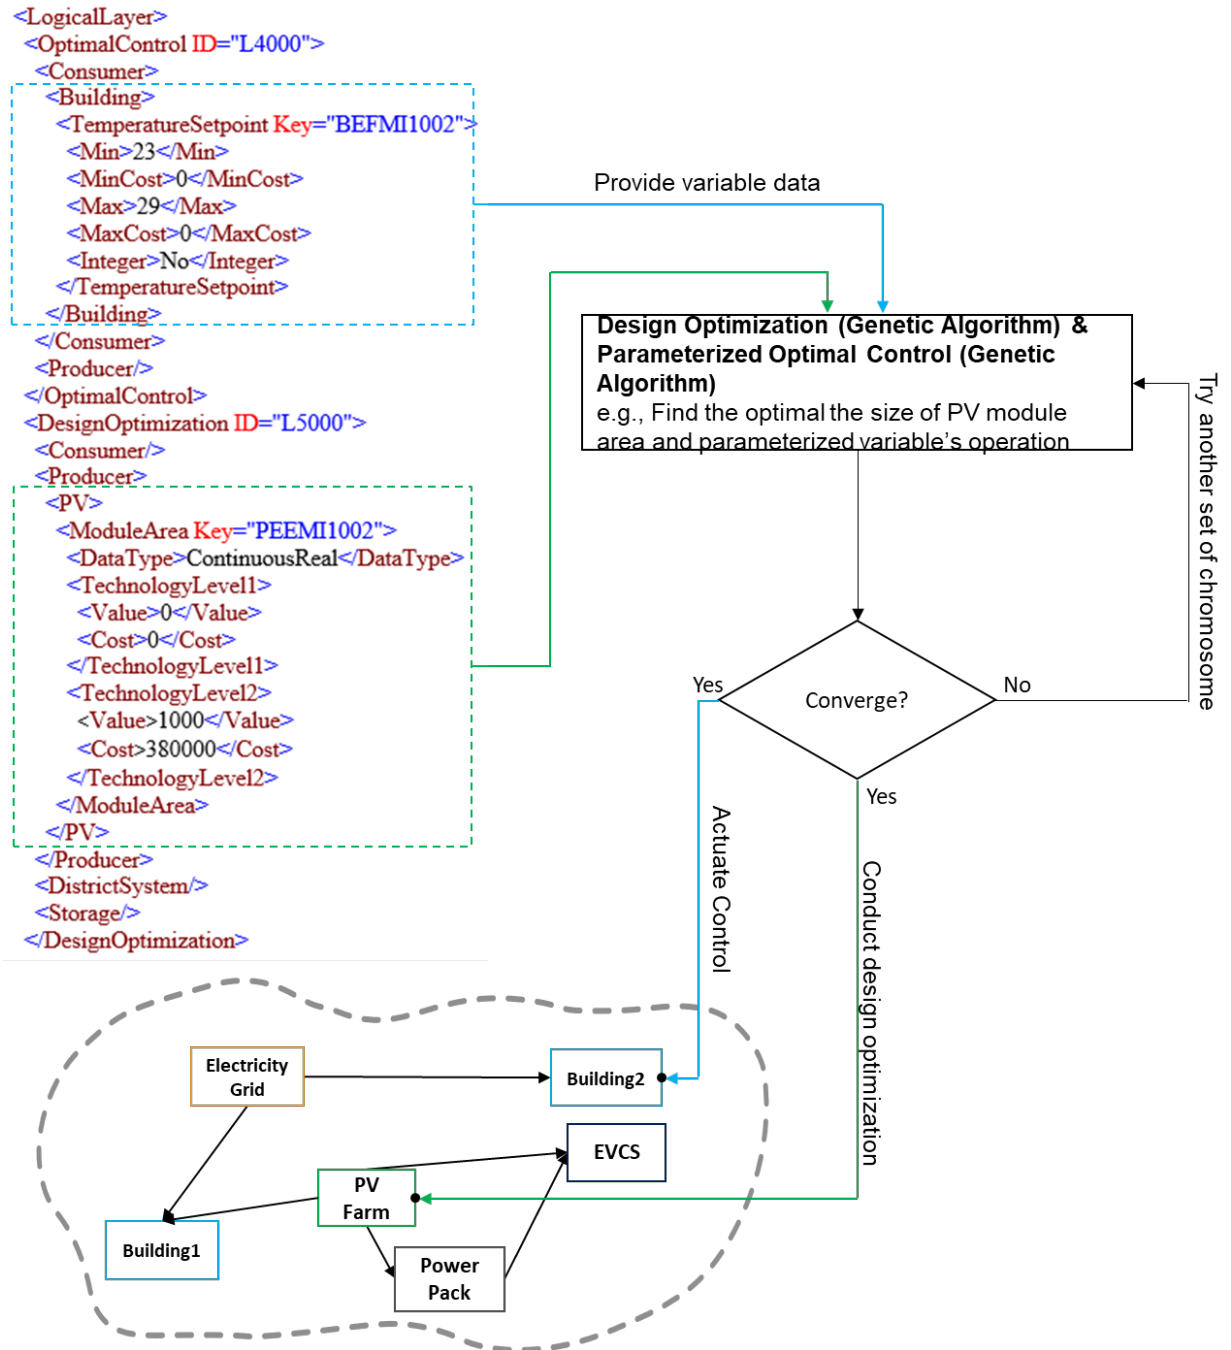 <LogicalLayer>
<OptimalControl ID="L4000">
<Consumer>
<Building>
<TemperatureSetpoint Key="BEFMI1002">
<Min>23</Min>
<MinCost>0</MinCost>
<Max>29</Max>
<MaxCost>0</MaxCost>
<Integer>No</Integer>
</TemperatureSetpoint>
</Building>
</Consumer>
<Producer/>
</OptimalControl>
<DesignOptimization ID="L5000">
<Consumer/>
<Producer>
<PV>
<ModuleArea Key="PEEMI1002">
<DataType>ContinuousReal</DataType>
<TechnologyLevel1>
<Value>0</Value>
<Cost>0</Cost>
</TechnologyLevel1>
<TechnologyLevel2>
<Value>1000</Value>
<Cost>380000</Cost>
</TechnologyLevel2>
</ModuleArea>
</PV>
</Producer>
<DistrictSystem/>
<Storage/>
</DesignOptimization>
Provide variable data
Design Optimization (Genetic Algorithm) &
Parameterized Optimal Control (Genetic
Algorithm)
e.g., Find the optimal the size of PV module
area and parameterized variable's operation
Try another set of chromosome
Converge?
Yes
No
Yes
Actuate Control
Conduct design optimization
Electricity
Grid
Building2
EVCS
PV
Farm
Building1
Power
Pack